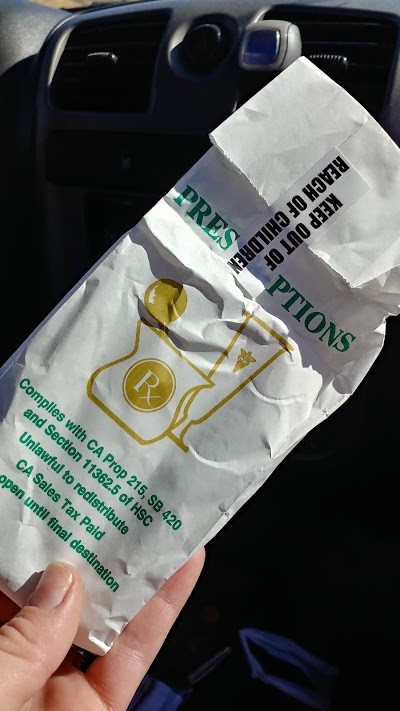 KEEP OUT OF
REACH OF CHILDREN
PRES PTIONS
Rx
Complies with CA Prop 215, SB 420
and Section 11362.5 of HSC
Unlawful to redistribute
CA Sales Tax Paid
open until final destination